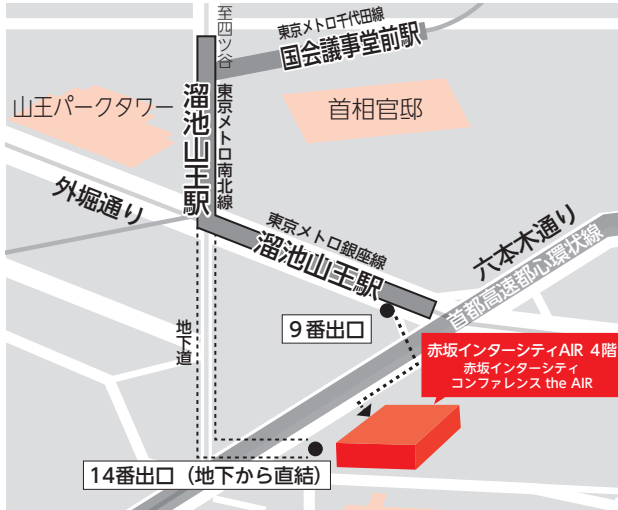 至四ツ谷
東京メトロ千代田線
国会議事堂前駅
山王パークタワー
首相官邸
溜池山王駅
東京メトロ南北線
外堀通り
東京メトロ銀座線
溜池山王駅
六本木通り
首都高速都心環状線
9番出口
地下道
赤坂インターシティAIR 4階
赤坂インターシティ
コンファレンス the AIR
14番出口（地下から直結）